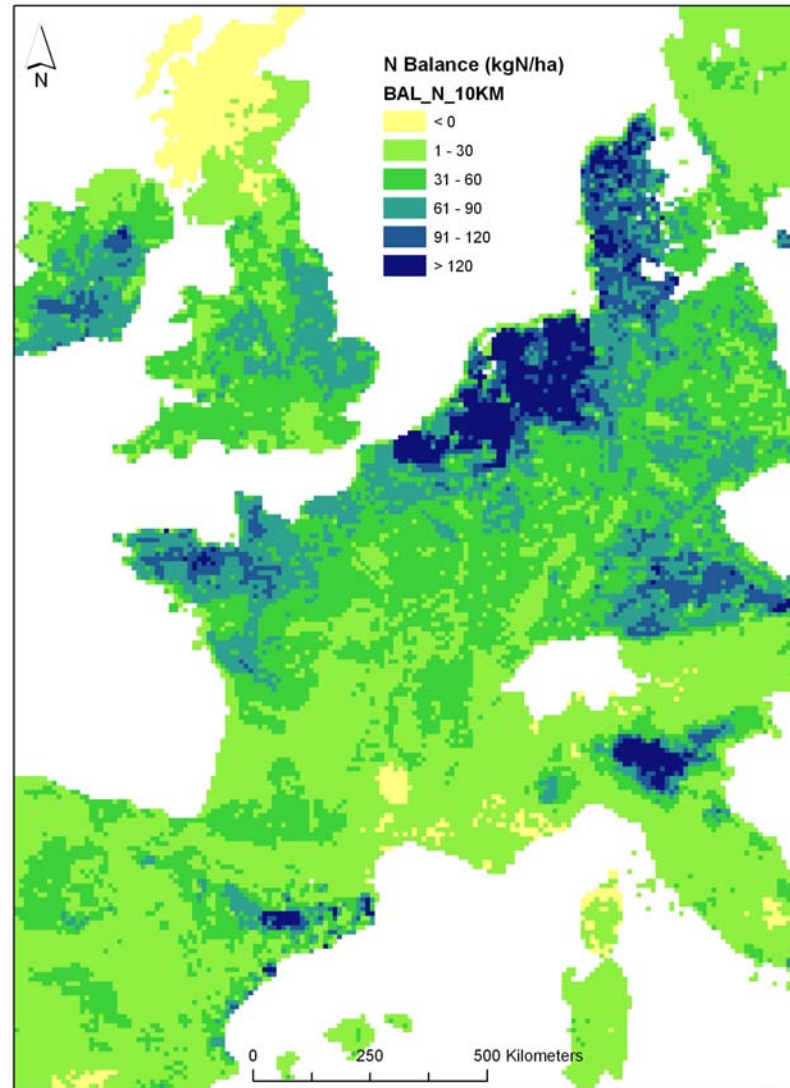 N
N Balance (kgN/ha)
BAL_N_10KM
< 0
1 - 30
31 - 60
61 - 90
91 - 120
> 120
0 250 500 Kilometers